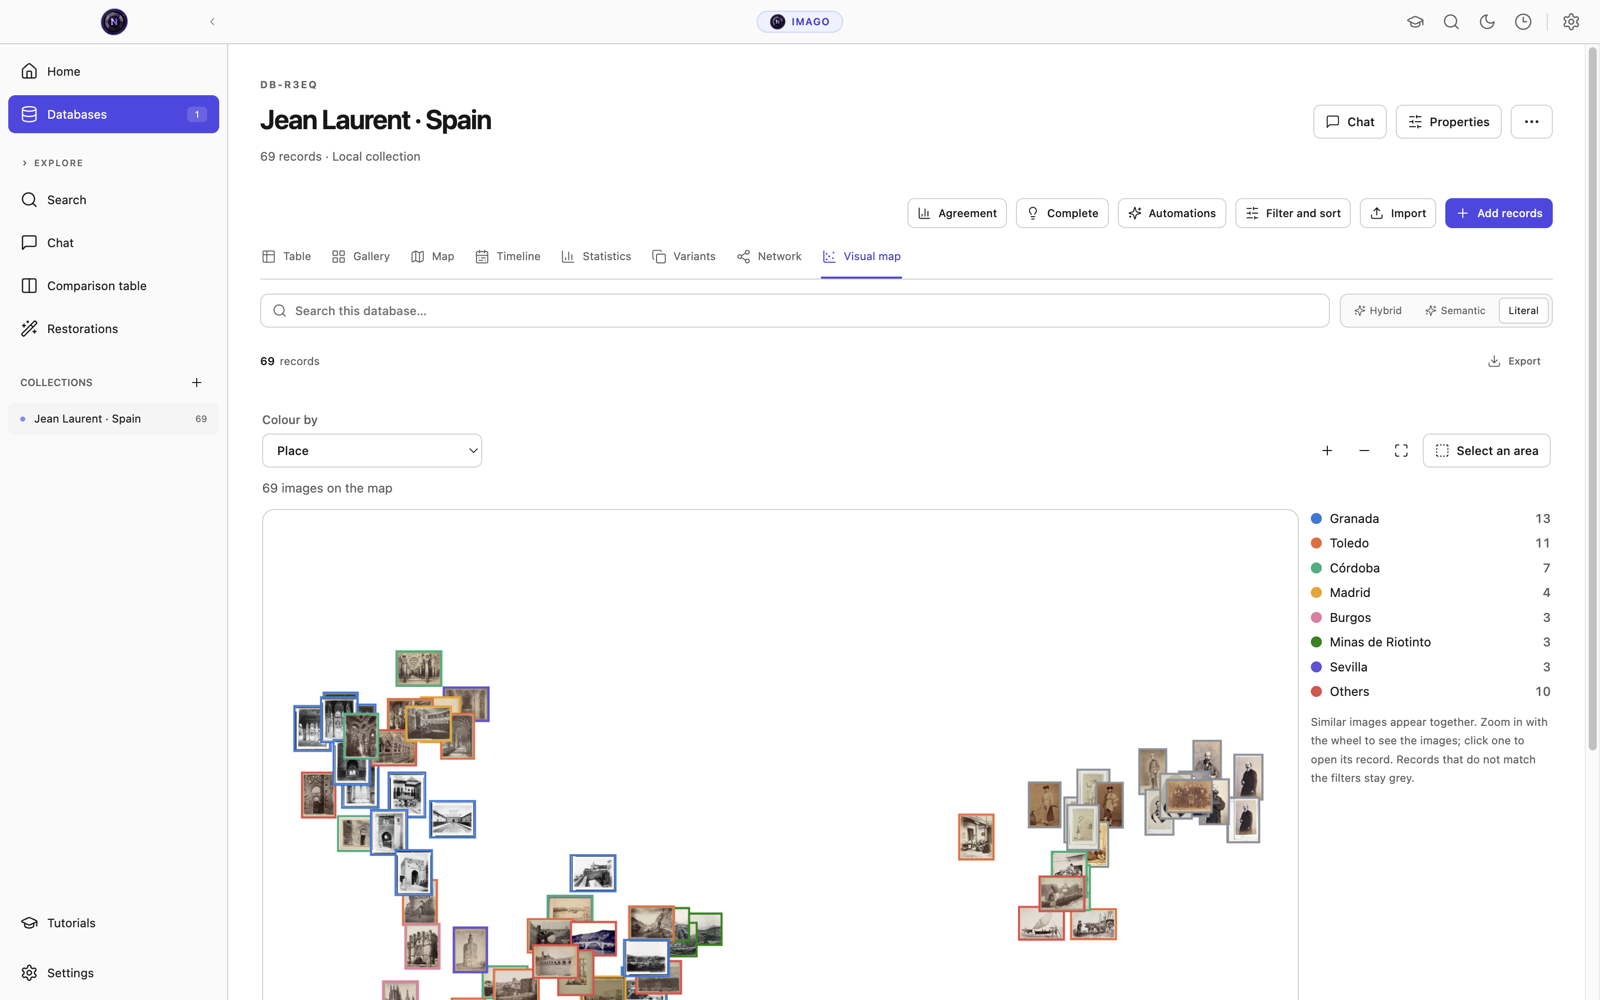 N
IMAGO
Home
Databases 1
EXPLORE
Search
Chat
Comparison table
Restorations
COLLECTIONS
Jean Laurent · Spain 69
Tutorials
Settings
DB-R3EQ
Jean Laurent · Spain
69 records · Local collection
Chat
Properties
Agreement
Complete
Automations
Filter and sort
Import
Add records
Table
Gallery
Map
Timeline
Statistics
Variants
Network
Visual map
Search this database...
Hybrid
Semantic
Literal
69 records
Export
Colour by
Place
Select an area
69 images on the map
Granada 13
Toledo 11
Córdoba 7
Madrid 4
Burgos 3
Minas de Riotinto 3
Sevilla 3
Others 10
Similar images appear together. Zoom in with
the wheel to see the images; click one to
open its record. Records that do not match
the filters stay grey.